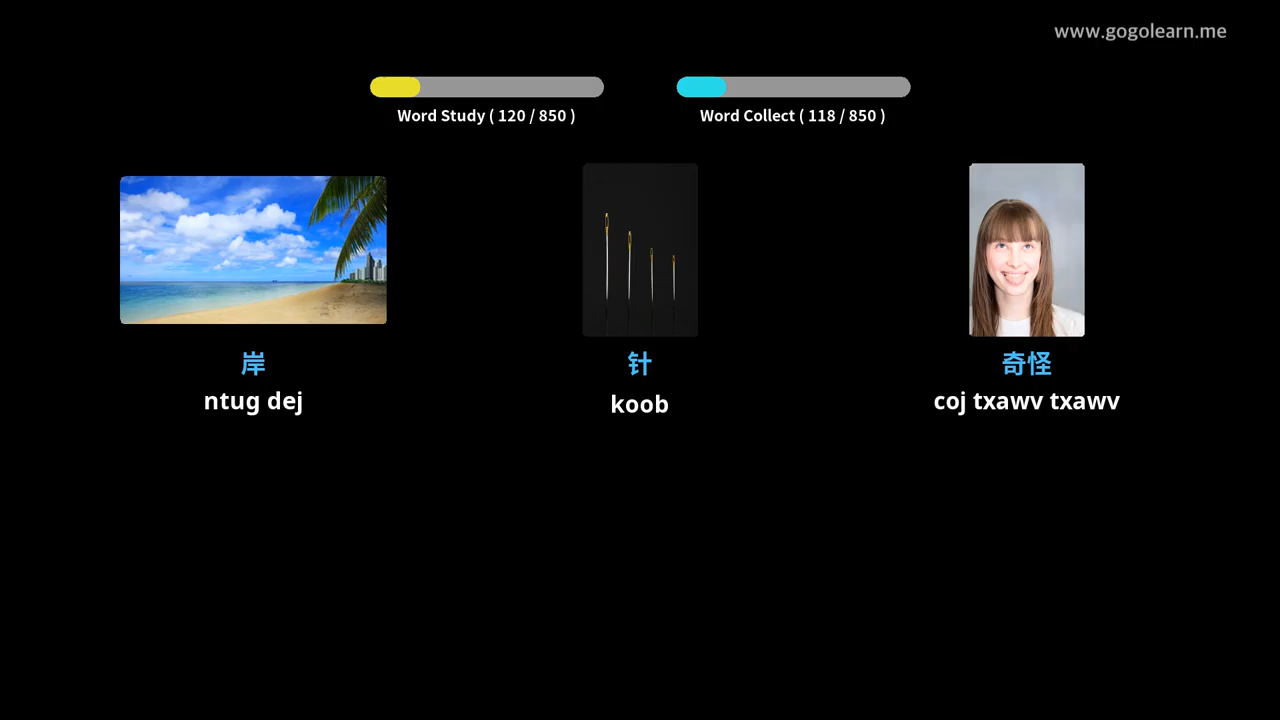 www.gogolearn.me
Word Study ( 120 / 850 )
Word Collect ( 118 / 850 )
岸
ntug dej
针
koob
奇怪
coj txawv txawv